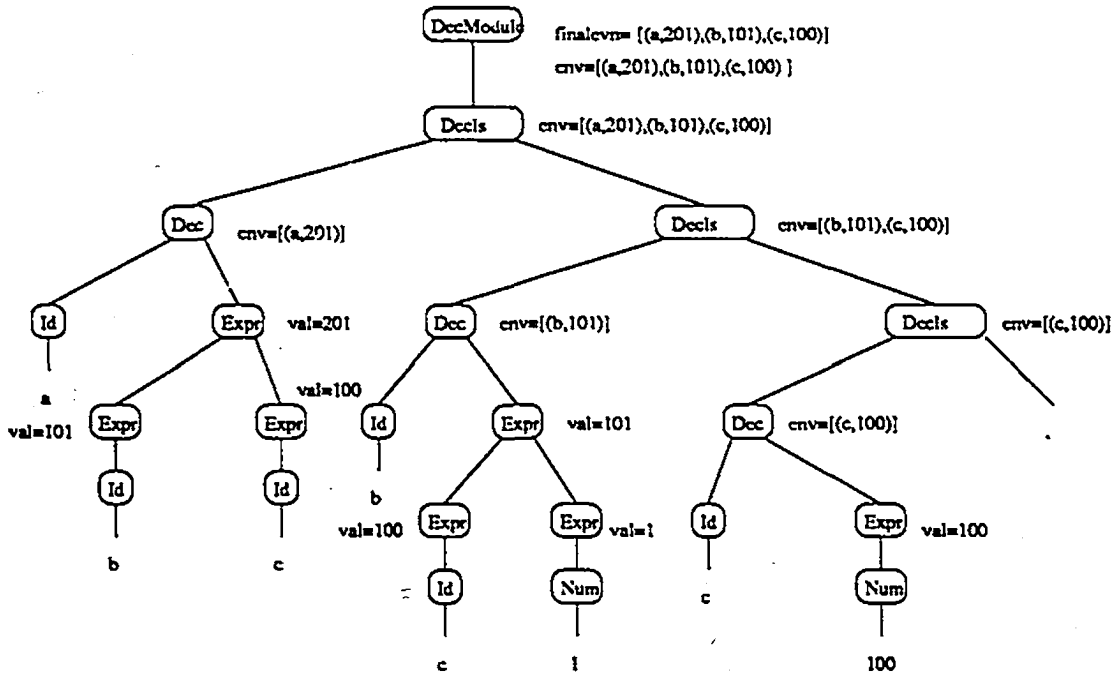 DecModule
finalevn= [(a,201),(b,101),(c,100)]
env=[(a,201),(b,101),(c,100) ]
Decls
env=[(a,201),(b,101),(c,100)]
Dec
env=[(a,201)]
Decls
env=[(b,101),(c,100)]
Id
Expr
val=201
Dec
env=[(b,101)]
Decls
env=[(c,100)]
a
val=100
val=101
Expr
Expr
Id
Expr
val=101
Dec
env=[(c,100)]
Id
Id
b
val=100
Expr
Expr
val=1
Id
Expr
val=100
b
c
Id
Num
c
Num
c
1
100